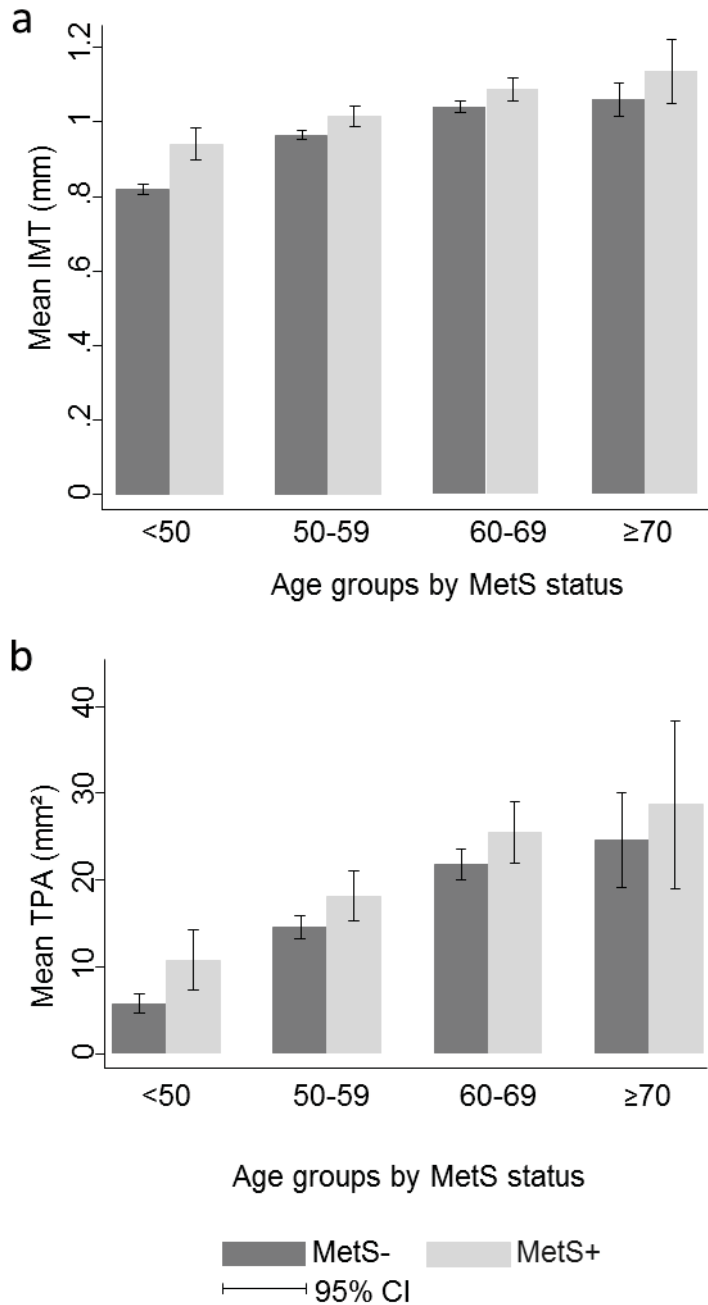 a
Mean IMT (mm)
1.2
1
.8
.6
.4
.2
0
<50 50-59 60-69 ≥70
Age groups by MetS status
b
Mean TPA (mm²)
40
30
20
10
0
<50 50-59 60-69 ≥70
Age groups by MetS status
MetS- MetS+
95% CI